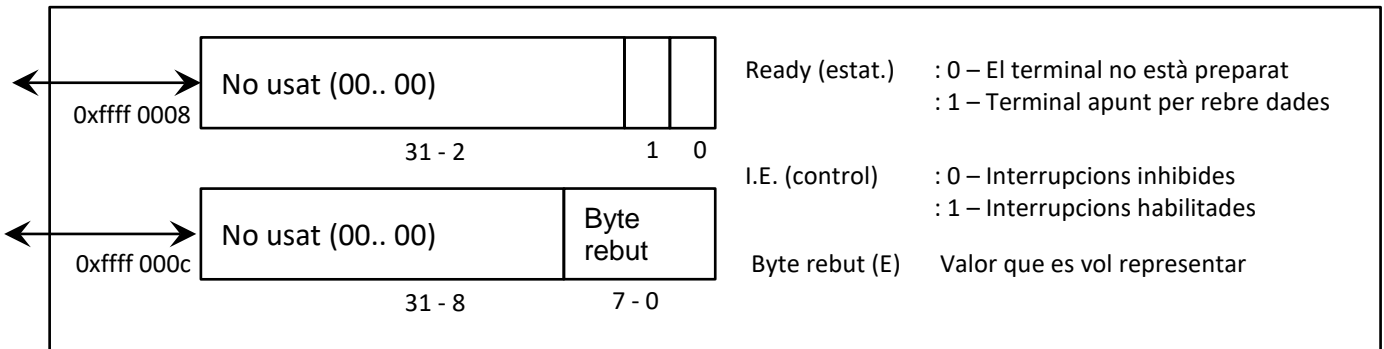 No usat (00.. 00)
0xffff 0008
31 - 2
1
0
Ready (estat.) : 0 – El terminal no està preparat
: 1 – Terminal apunt per rebre dades
I.E. (control) : 0 – Interrupcions inhibides
: 1 – Interrupcions habilitades
No usat (00.. 00)
Byte
rebut
0xffff 000c
31 - 8
7 - 0
Byte rebut (E) Valor que es vol representar